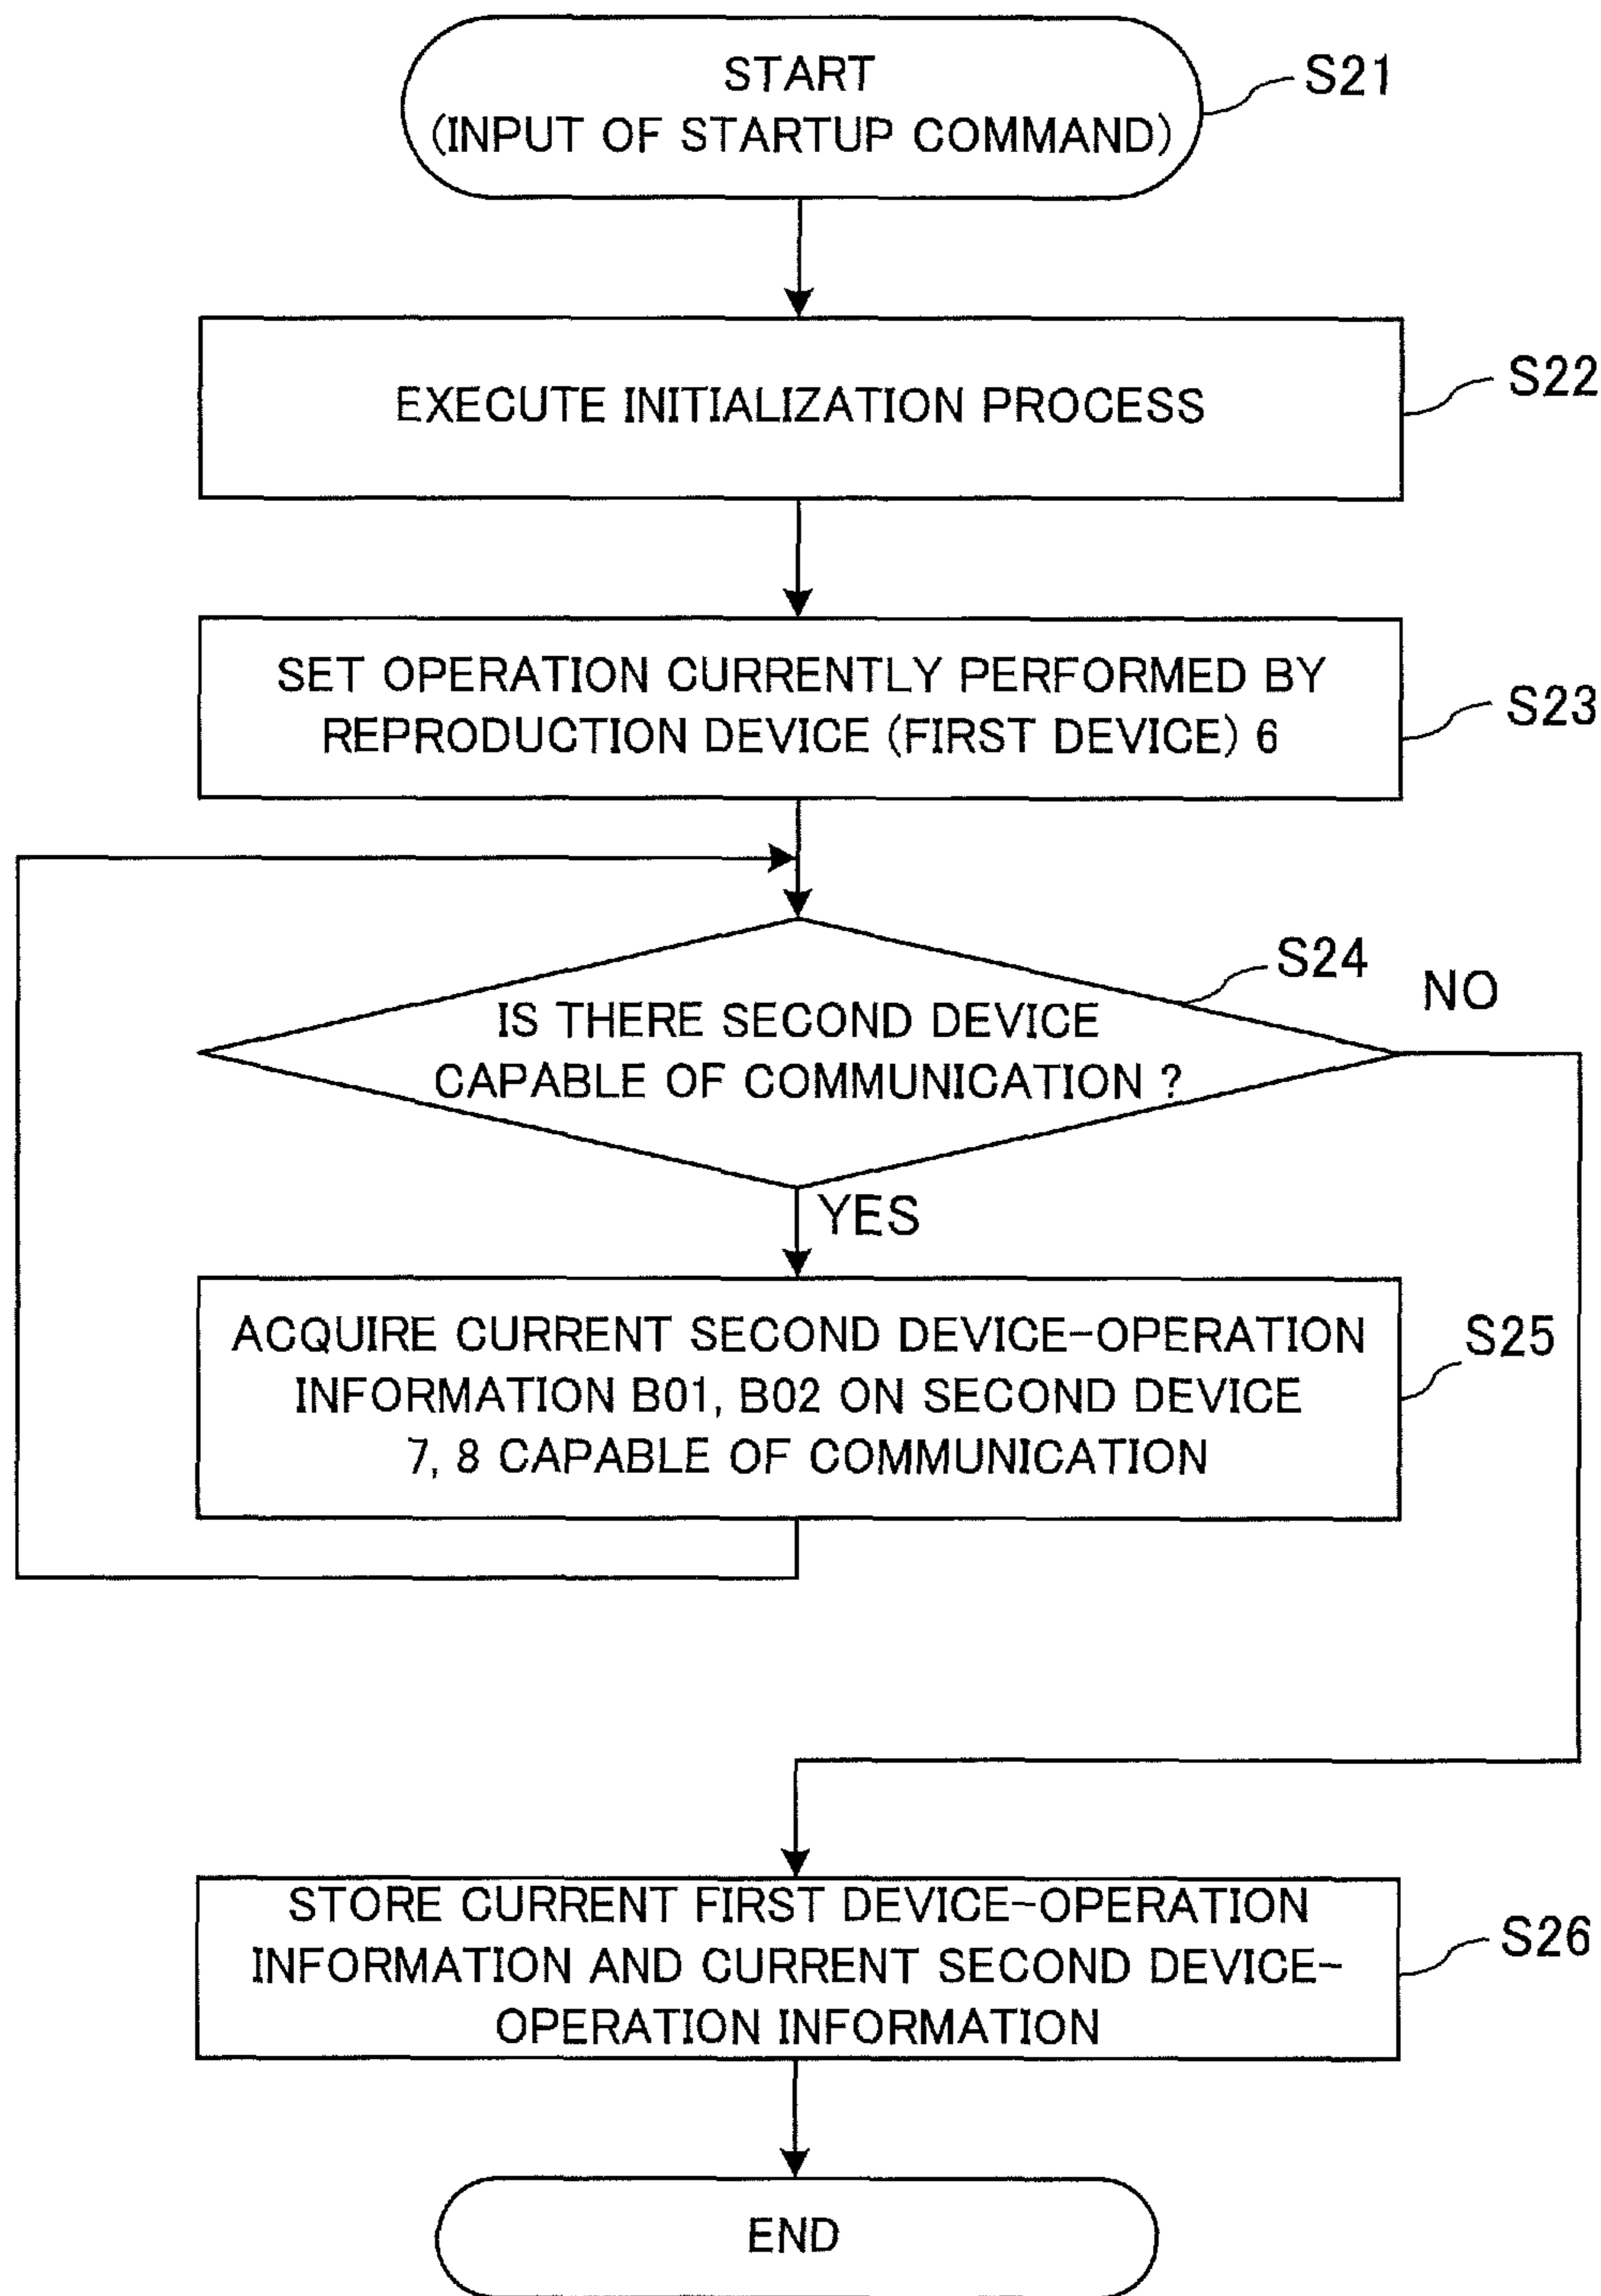 START
(INPUT OF STARTUP COMMAND)
S21
EXECUTE INITIALIZATION PROCESS
S22
SET OPERATION CURRENTLY PERFORMED BY
REPRODUCTION DEVICE (FIRST DEVICE) 6
S23
S24
NO
IS THERE SECOND DEVICE
CAPABLE OF COMMUNICATION ?
YES
ACQUIRE CURRENT SECOND DEVICE-OPERATION
INFORMATION B01, B02 ON SECOND DEVICE
7, 8 CAPABLE OF COMMUNICATION
S25
STORE CURRENT FIRST DEVICE-OPERATION
INFORMATION AND CURRENT SECOND DEVICE-
OPERATION INFORMATION
S26
END